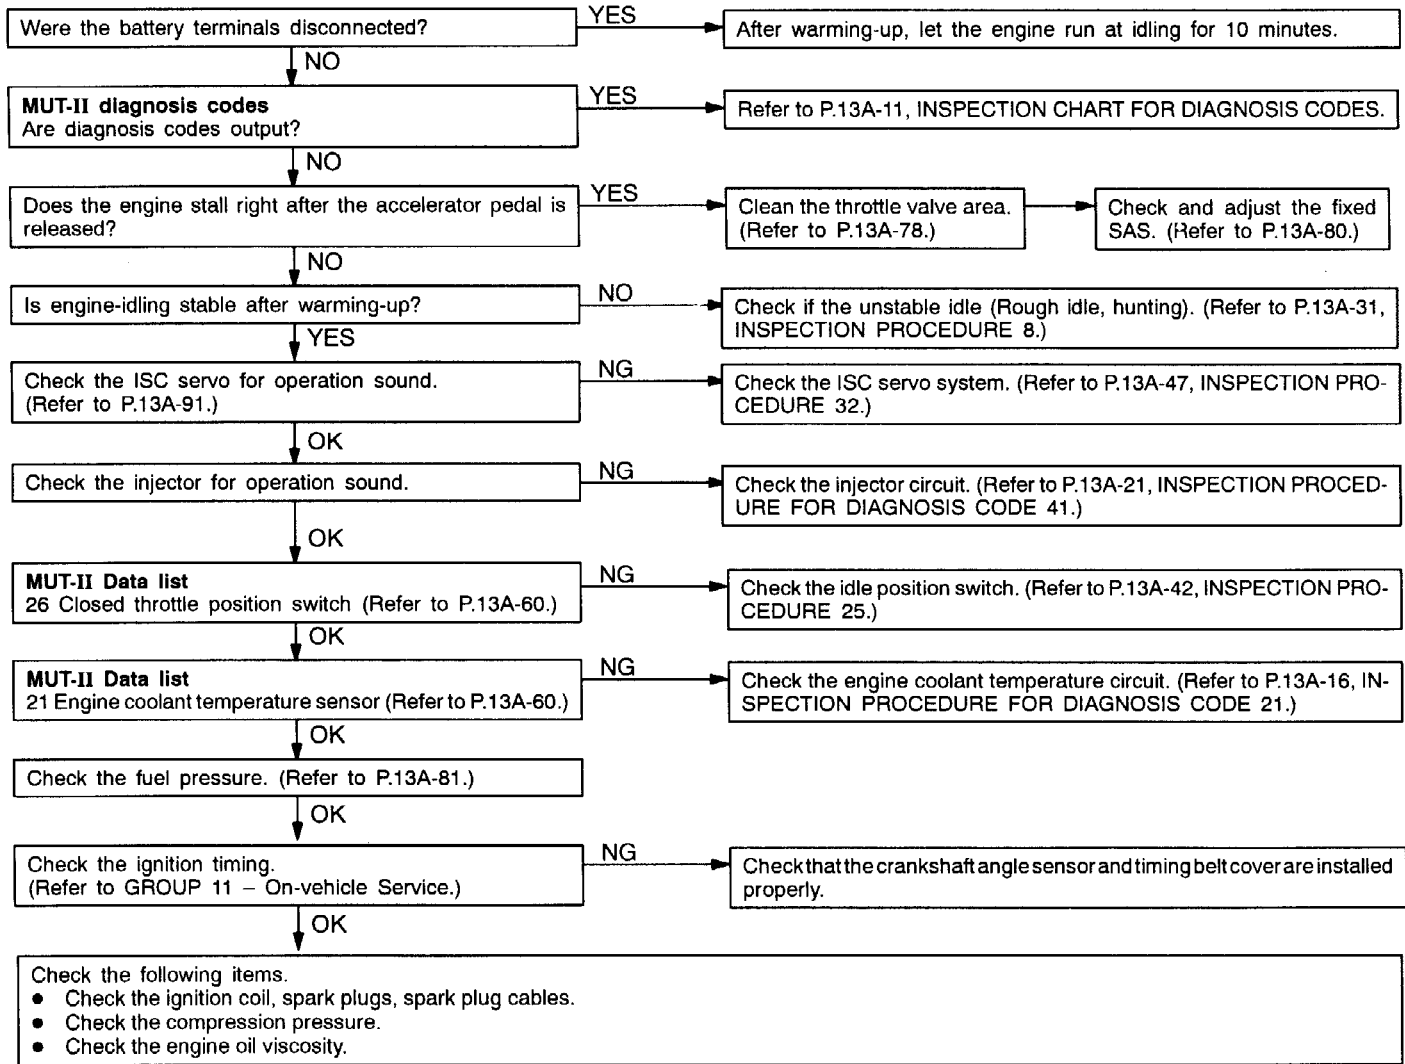 Were the battery terminals disconnected?
YES
After warming-up, let the engine run at idling for 10 minutes.
NO
MUT-II diagnosis codes
Are diagnosis codes output?
YES
Refer to P.13A-11, INSPECTION CHART FOR DIAGNOSIS CODES.
NO
Does the engine stall right after the accelerator pedal is
released?
YES
Clean the throttle valve area.
(Refer to P.13A-78.)
Check and adjust the fixed
SAS. (Refer to P.13A-80.)
NO
Is engine-idling stable after warming-up?
NO
Check if the unstable idle (Rough idle, hunting). (Refer to P.13A-31,
INSPECTION PROCEDURE 8.)
YES
Check the ISC servo for operation sound.
(Refer to P.13A-91.)
NG
Check the ISC servo system. (Refer to P.13A-47, INSPECTION PRO-
CEDURE 32.)
OK
Check the injector for operation sound.
NG
Check the injector circuit. (Refer to P.13A-21, INSPECTION PROCED-
URE FOR DIAGNOSIS CODE 41.)
OK
MUT-II Data list
26 Closed throttle position switch (Refer to P.13A-60.)
NG
Check the idle position switch. (Refer to P.13A-42, INSPECTION PRO-
CEDURE 25.)
OK
MUT-II Data list
21 Engine coolant temperature sensor (Refer to P.13A-60.)
NG
Check the engine coolant temperature circuit. (Refer to P.13A-16, IN-
SPECTION PROCEDURE FOR DIAGNOSIS CODE 21.)
OK
Check the fuel pressure. (Refer to P.13A-81.)
OK
Check the ignition timing.
(Refer to GROUP 11 – On-vehicle Service.)
NG
Check that the crankshaft angle sensor and timing belt cover are installed
properly.
OK
Check the following items.
● Check the ignition coil, spark plugs, spark plug cables.
● Check the compression pressure.
● Check the engine oil viscosity.